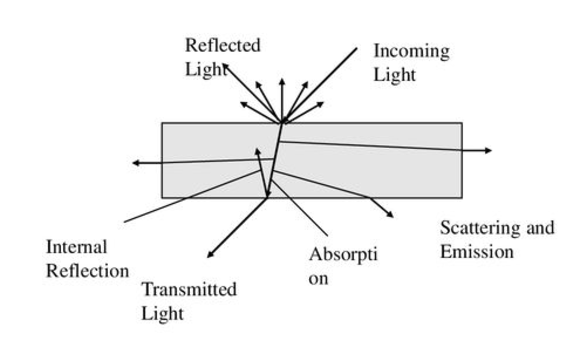 Reflected
Light
Incoming
Light
Internal
Reflection
Transmitted
Light
Absorpti
on
Scattering and
Emission